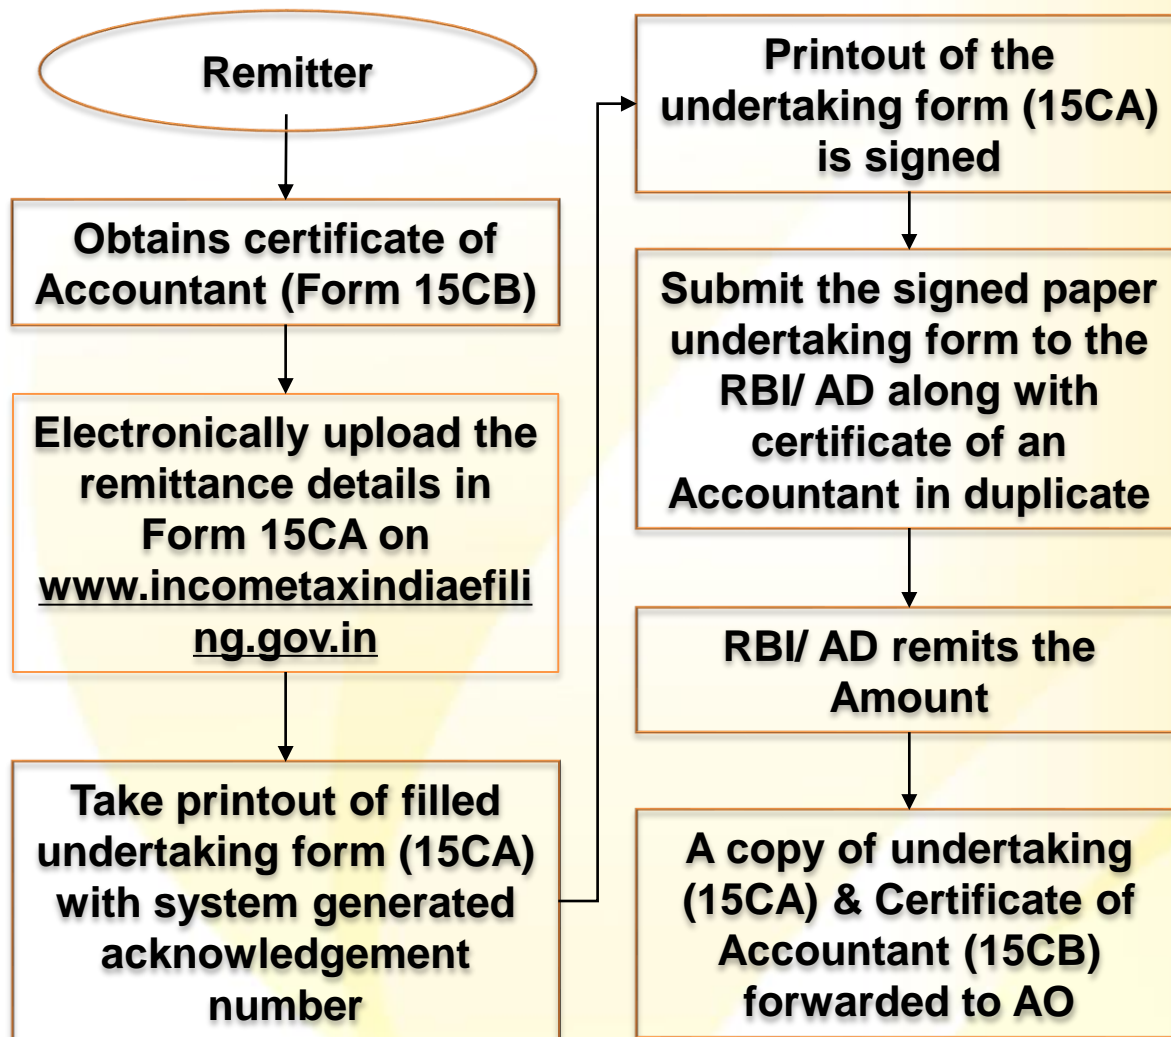 Remitter
Obtains certificate of
Accountant (Form 15CB)
Electronically upload the
remittance details in
Form 15CA on
www.incometaxindiaefili
ng.gov.in
Take printout of filled
undertaking form (15CA)
with system generated
acknowledgement
number
Printout of the
undertaking form (15CA)
is signed
Submit the signed paper
undertaking form to the
RBI/ AD along with
certificate of an
Accountant in duplicate
RBI/ AD remits the
Amount
A copy of undertaking
(15CA) & Certificate of
Accountant (15CB)
forwarded to AO